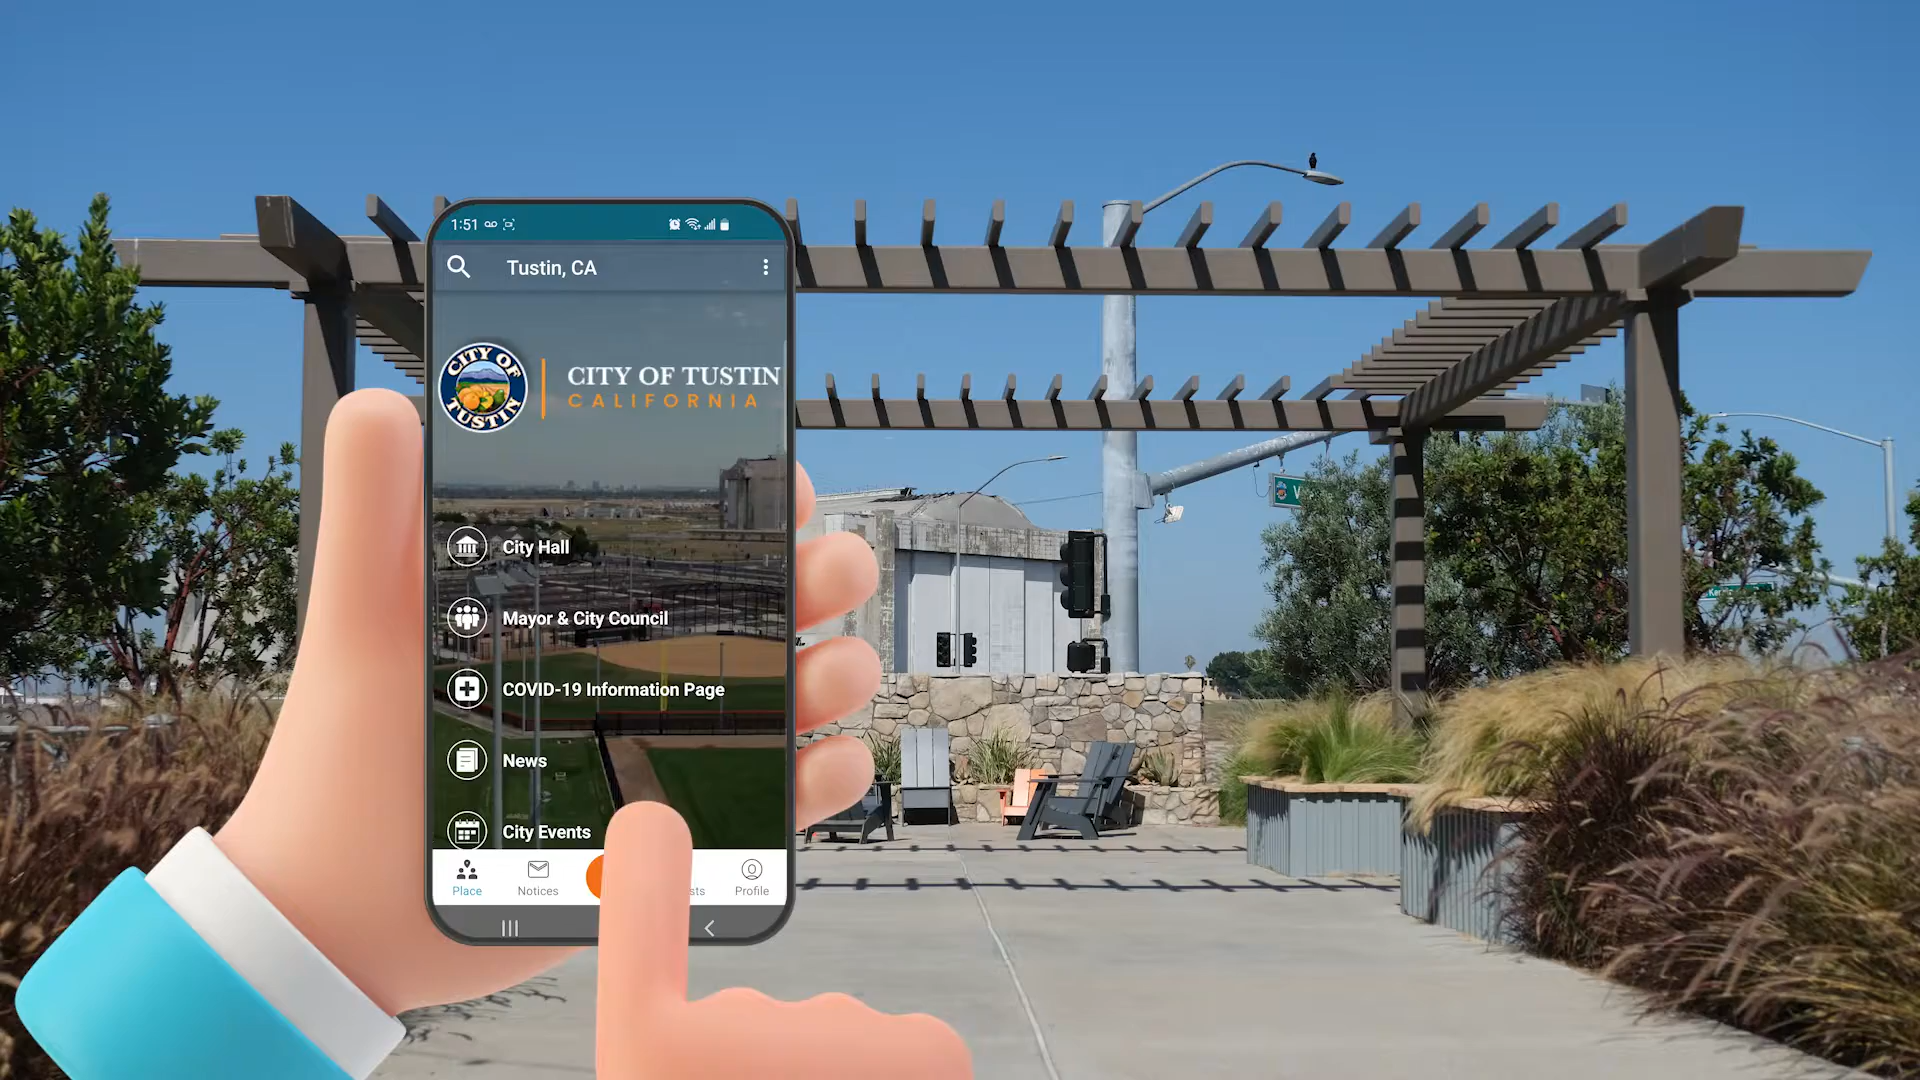 1:51
Tustin, CA
CITY OF
TUSTIN
CITY OF TUSTIN
CALIFORNIA
City Hall
Mayor & City Council
COVID-19 Information Page
News
City Events
Place
Notices
Profile